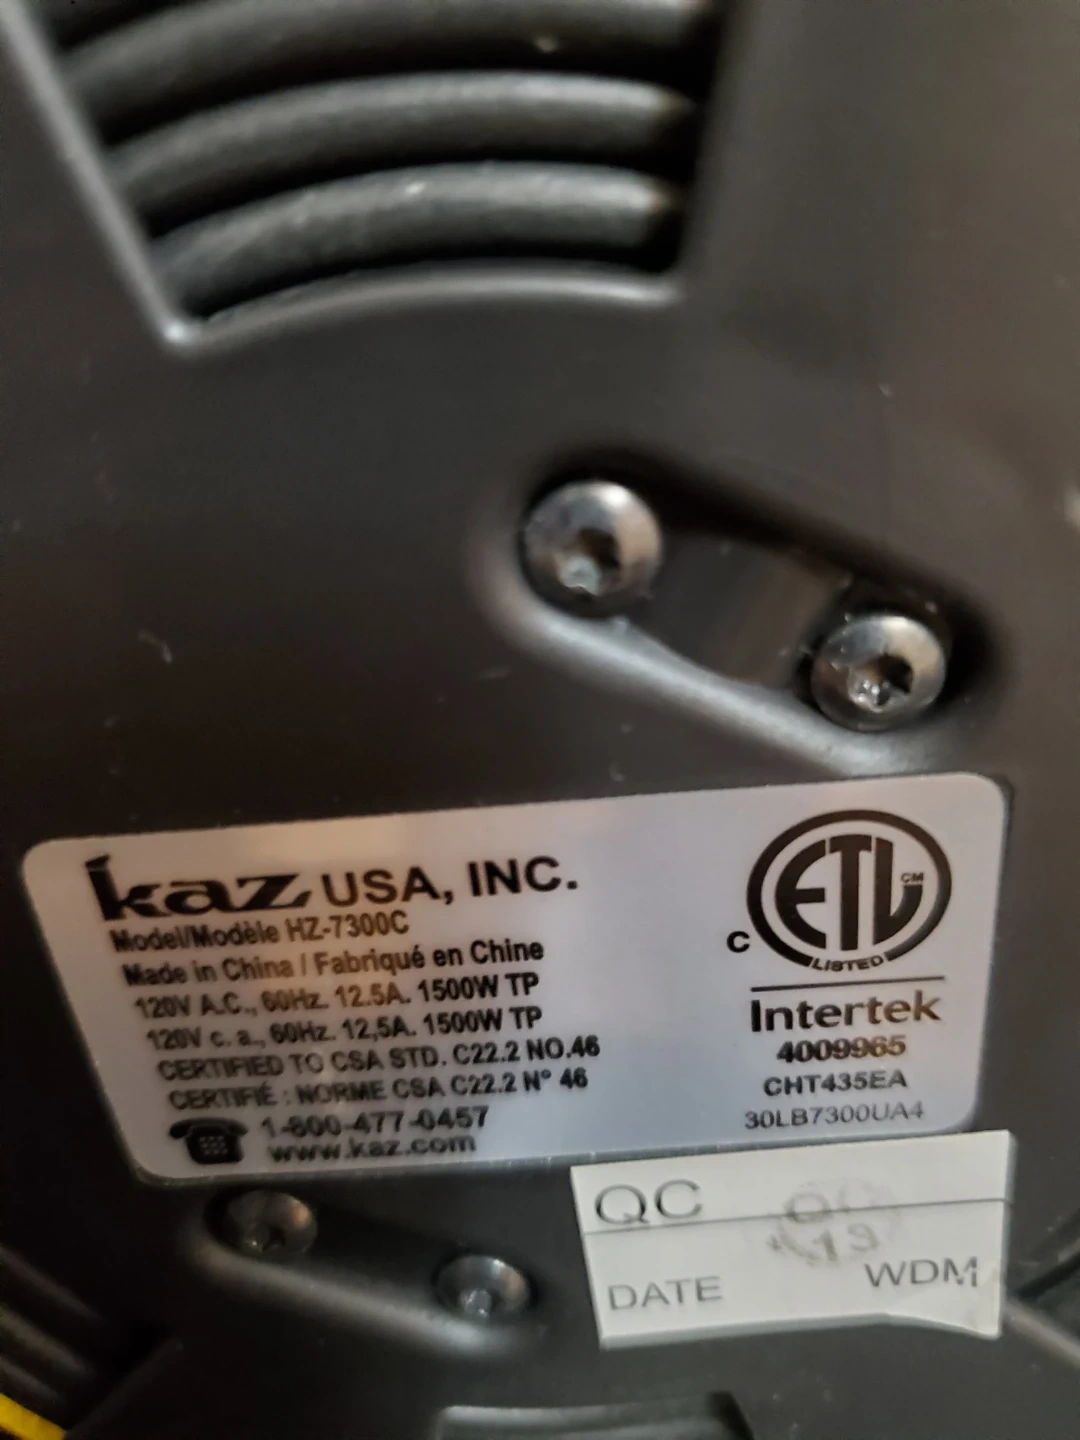 kaz USA, INC.
Model/Modèle HZ-7300C
Made in China / Fabriqué en Chine
120V A.C., 60Hz. 12.5A. 1500W TP
120V c. a., 60Hz. 12,5A. 1500W TP
CERTIFIED TO CSA STD. C22.2 NO.46
CERTIFIÉ : NORME CSA C22.2 N° 46
1-800-477-0457
www.kaz.com
C ETL CM
LISTED
Intertek
4009965
CHT435EA
30LB7300UA4
QC
13
DATE WDM